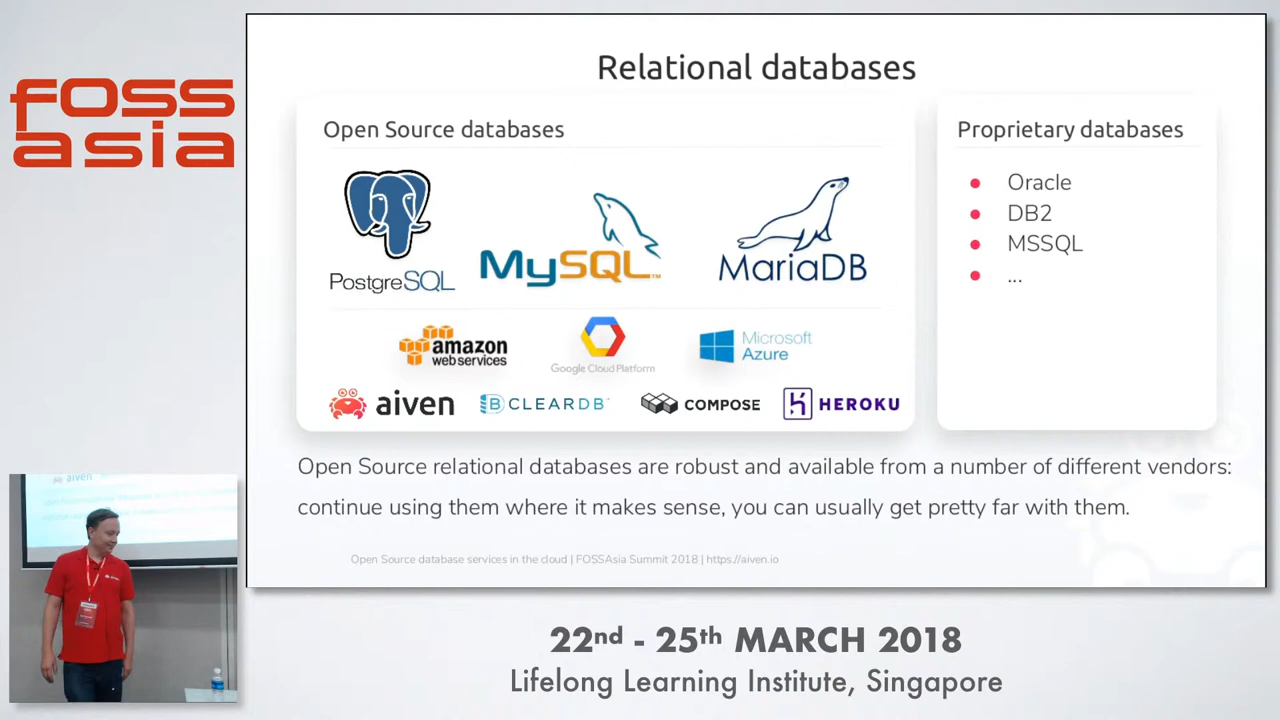 foss
asia
Relational databases
Open Source databases
PostgreSQL
MySQL™
MariaDB
amazon
web services
Google Cloud Platform
Microsoft
Azure
aiven
CLEARDB
COMPOSE
HEROKU
Proprietary databases
Oracle
DB2
MSSQL
...
Open Source relational databases are robust and available from a number of different vendors:
continue using them where it makes sense, you can usually get pretty far with them.
Open Source database services in the cloud | FOSSAsia Summit 2018 | https://aiven.io
aiven
22nd - 25th MARCH 2018
Lifelong Learning Institute, Singapore